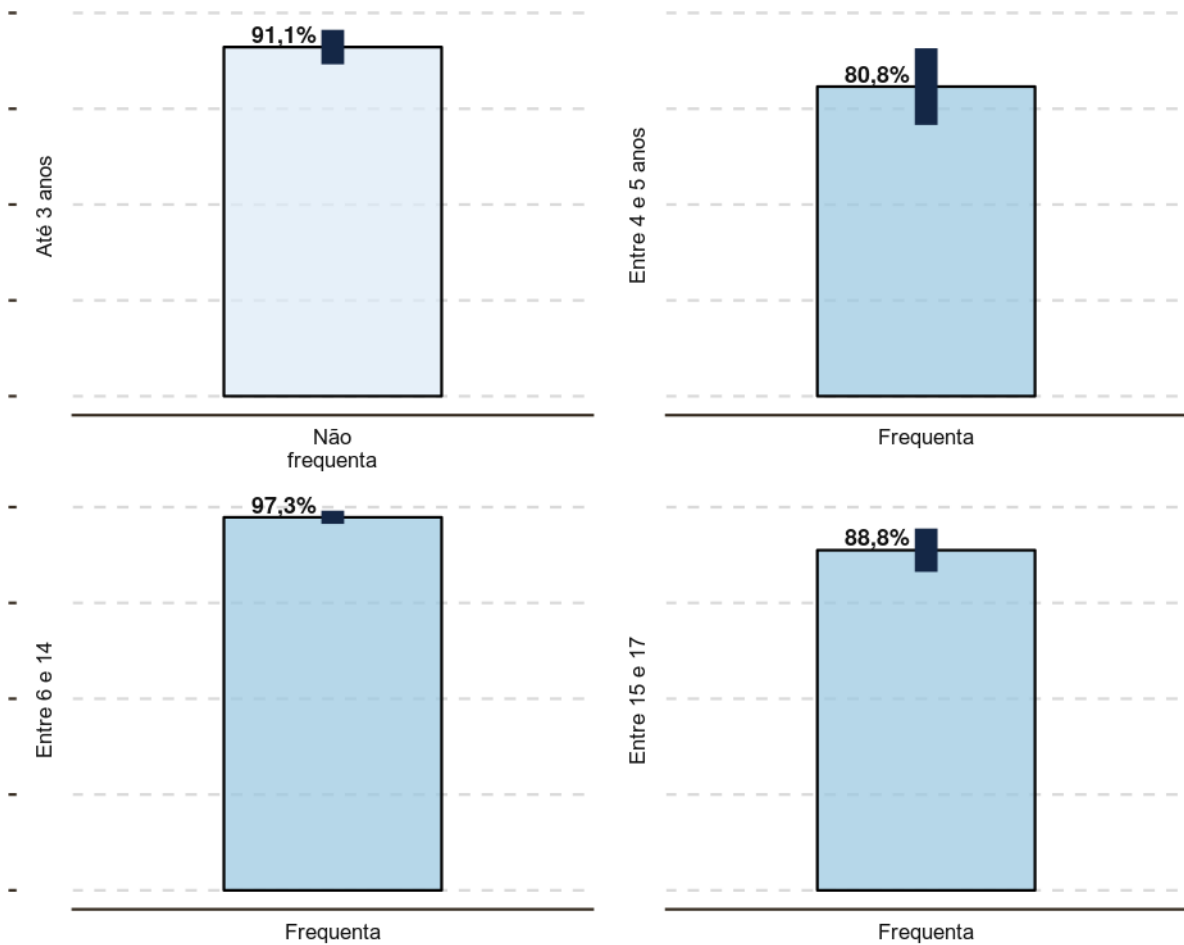 91,1%
Até 3 anos
Não
frequenta
80,8%
Entre 4 e 5 anos
Frequenta
97,3%
Entre 6 e 14
Frequenta
88,8%
Entre 15 e 17
Frequenta